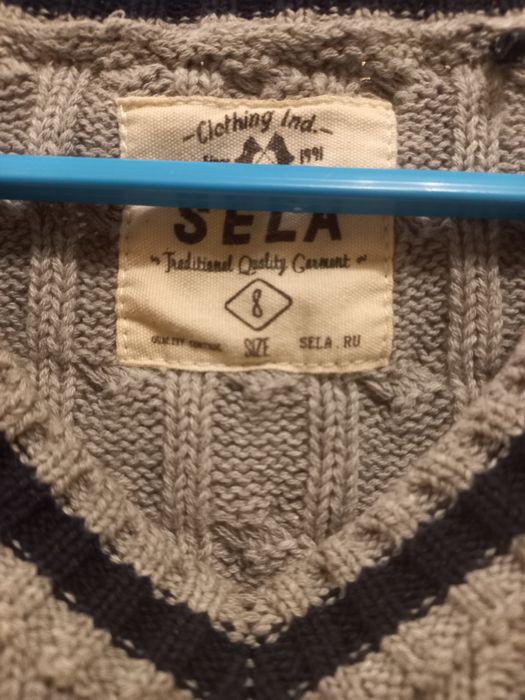 -Clothing Ind.-
Since 1991
SELA
Traditional Quality Garment
8
QUALITY CONTROL SIZE SELA.RU